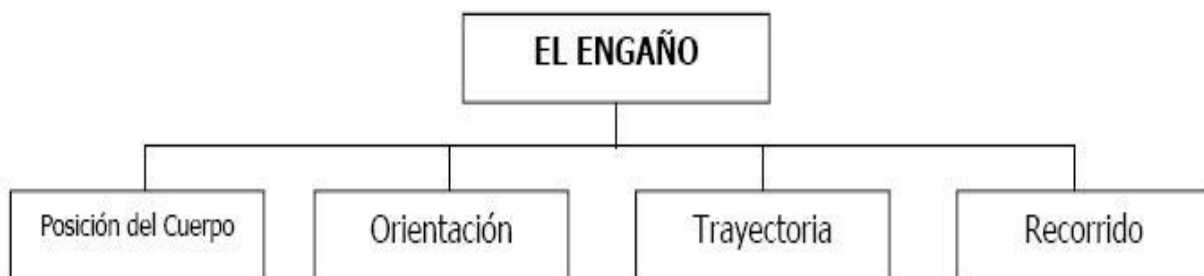 EL ENGAÑO
Posición del Cuerpo
Orientación
Trayectoria
Recorrido